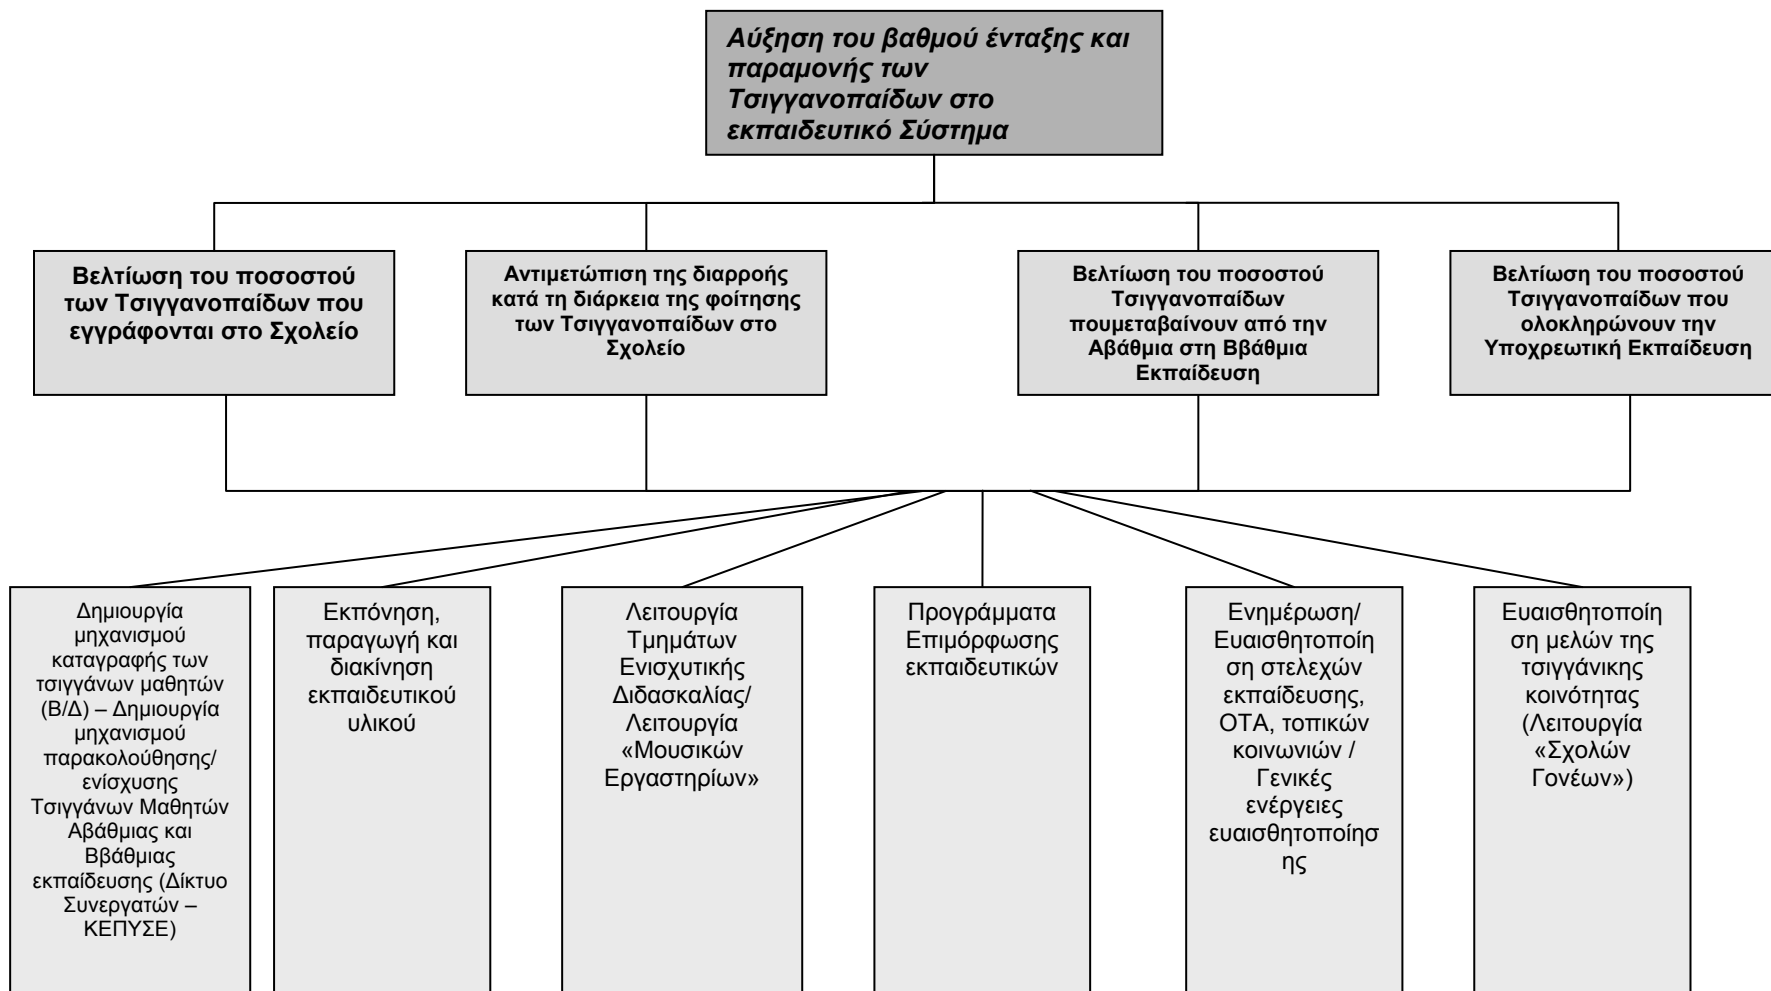 Αύξηση του βαθμού ένταξης και
παραμονής των
Τσιγγανοπαίδων στο
εκπαιδευτικό Σύστημα
Βελτίωση του ποσοστού
των Τσιγγανοπαίδων που
εγγράφονται στο Σχολείο
Αντιμετώπιση της διαρροής
κατά τη διάρκεια της φοίτησης
των Τσιγγανοπαίδων στο
Σχολείο
Βελτίωση του ποσοστού
Τσιγγανοπαίδων
πουμεταβαίνουν από την
Αβάθμια στη Ββάθμια
Εκπαίδευση
Βελτίωση του ποσοστού
Τσιγγανοπαίδων που
ολοκληρώνουν την
Υποχρεωτική Εκπαίδευση
Δημιουργία
μηχανισμού
καταγραφής των
τσιγγάνων μαθητών
(Β/Δ) – Δημιουργία
μηχανισμού
παρακολούθησης/
ενίσχυσης
Τσιγγάνων Μαθητών
Αβάθμιας και
Ββάθμιας
εκπαίδευσης (Δίκτυο
Συνεργατών –
ΚΕΠΥΣΕ)
Εκπόνηση,
παραγωγή και
διακίνηση
εκπαιδευτικού
υλικού
Λειτουργία
Τμημάτων
Ενισχυτικής
Διδασκαλίας/
Λειτουργία
«Μουσικών
Εργαστηρίων»
Προγράμματα
Επιμόρφωσης
εκπαιδευτικών
Ενημέρωση/
Ευαισθητοποίη
ση στελεχών
εκπαίδευσης,
ΟΤΑ, τοπικών
κοινωνιών /
Γενικές
ενέργειες
ευαισθητοποίησ
ης
Ευαισθητοποίη
ση μελών της
τσιγγάνικης
κοινότητας
(Λειτουργία
«Σχολών
Γονέων»)